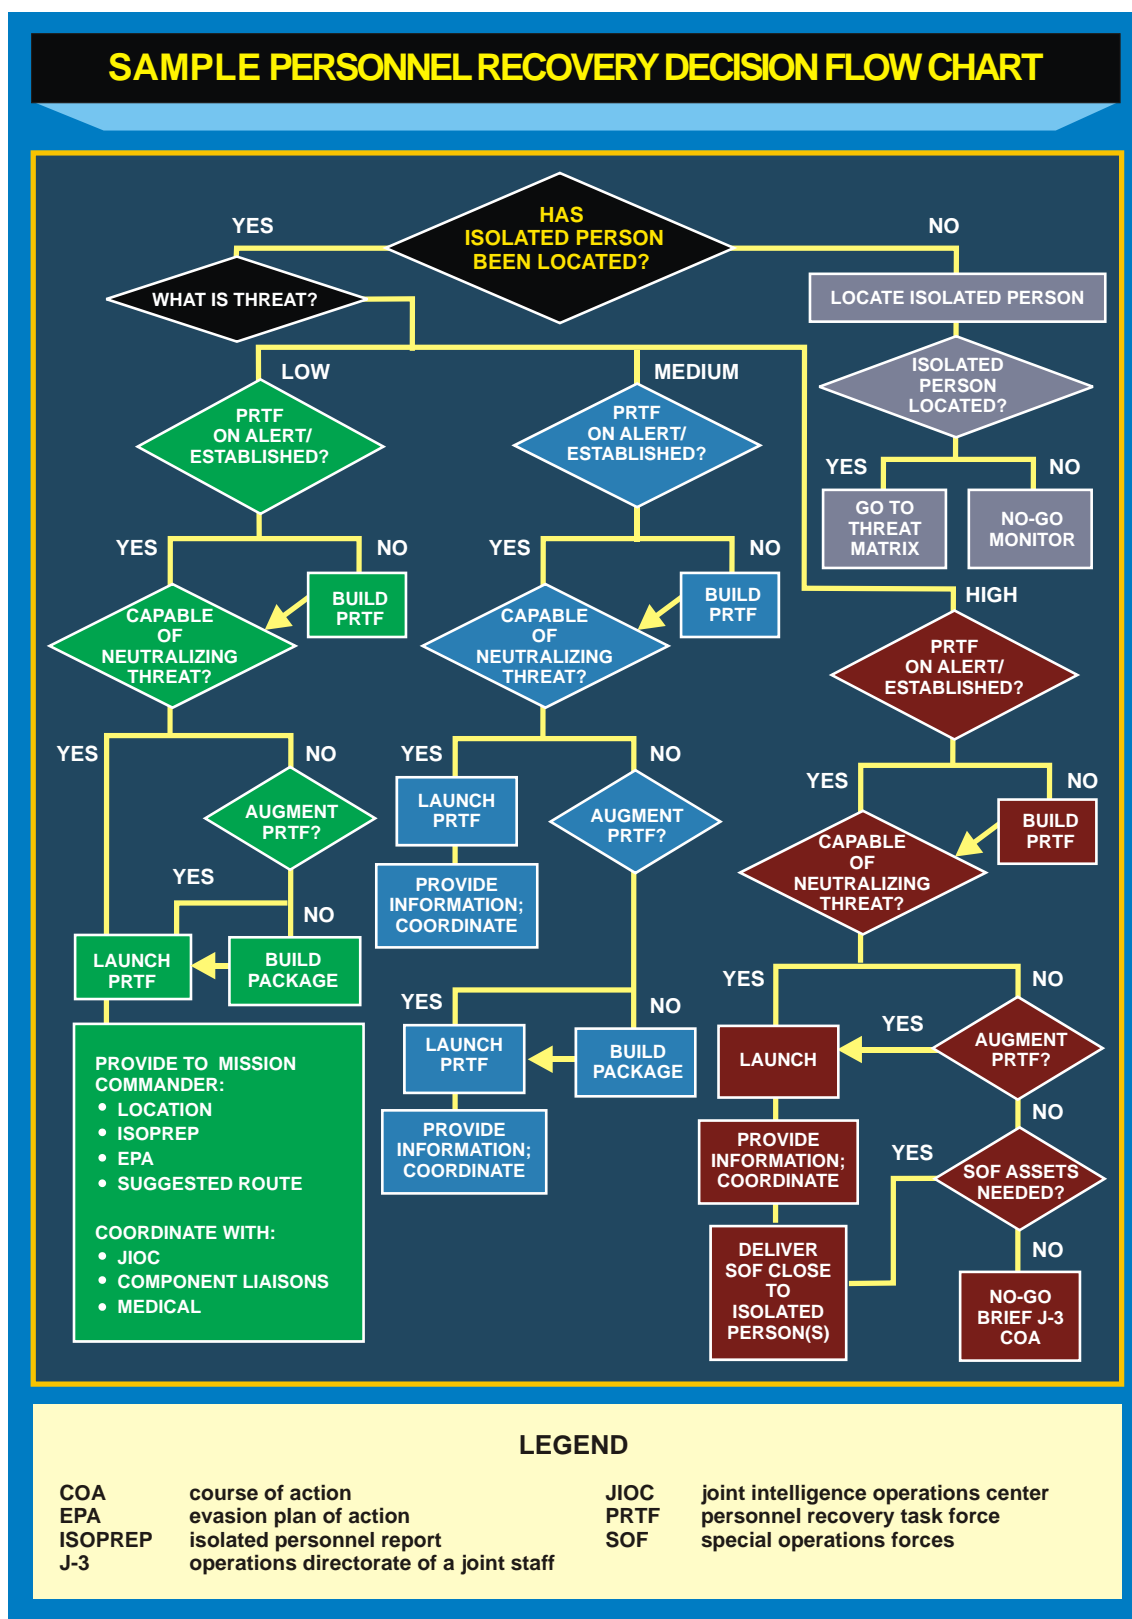 SAMPLE PERSONNEL RECOVERY DECISION FLOW CHART
HAS
ISOLATED PERSON
BEEN LOCATED?
YES
NO
WHAT IS THREAT?
LOCATE ISOLATED PERSON
ISOLATED
PERSON
LOCATED?
YES
NO
GO TO
THREAT
MATRIX
NO-GO
MONITOR
LOW
PRTF
ON ALERT/
ESTABLISHED?
YES
NO
BUILD
PRTF
CAPABLE
OF
NEUTRALIZING
THREAT?
YES
NO
AUGMENT
PRTF?
YES
NO
LAUNCH
PRTF
BUILD
PACKAGE
PROVIDE TO MISSION
COMMANDER:
• LOCATION
• ISOPREP
• EPA
• SUGGESTED ROUTE
COORDINATE WITH:
• JIOC
• COMPONENT LIAISONS
• MEDICAL
MEDIUM
PRTF
ON ALERT/
ESTABLISHED?
YES
NO
BUILD
PRTF
CAPABLE
OF
NEUTRALIZING
THREAT?
YES
NO
LAUNCH
PRTF
AUGMENT
PRTF?
PROVIDE
INFORMATION;
COORDINATE
YES
NO
LAUNCH
PRTF
BUILD
PACKAGE
PROVIDE
INFORMATION;
COORDINATE
HIGH
PRTF
ON ALERT/
ESTABLISHED?
YES
NO
BUILD
PRTF
CAPABLE
OF
NEUTRALIZING
THREAT?
YES
NO
YES
LAUNCH
AUGMENT
PRTF?
NO
PROVIDE
INFORMATION;
COORDINATE
YES
SOF ASSETS
NEEDED?
NO
DELIVER
SOF CLOSE
TO
ISOLATED
PERSON(S)
NO-GO
BRIEF J-3
COA
LEGEND
COA course of action
EPA evasion plan of action
ISOPREP isolated personnel report
J-3 operations directorate of a joint staff
JIOC joint intelligence operations center
PRTF personnel recovery task force
SOF special operations forces